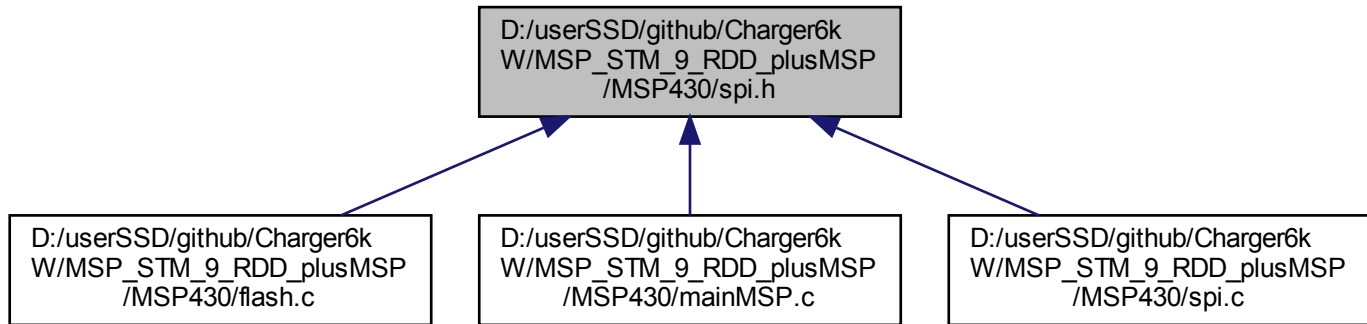 D:/userSSD/github/Charger6k
W/MSP_STM_9_RDD_plusMSP
/MSP430/spi.h
D:/userSSD/github/Charger6k
W/MSP_STM_9_RDD_plusMSP
/MSP430/flash.c
D:/userSSD/github/Charger6k
W/MSP_STM_9_RDD_plusMSP
/MSP430/mainMSP.c
D:/userSSD/github/Charger6k
W/MSP_STM_9_RDD_plusMSP
/MSP430/spi.c